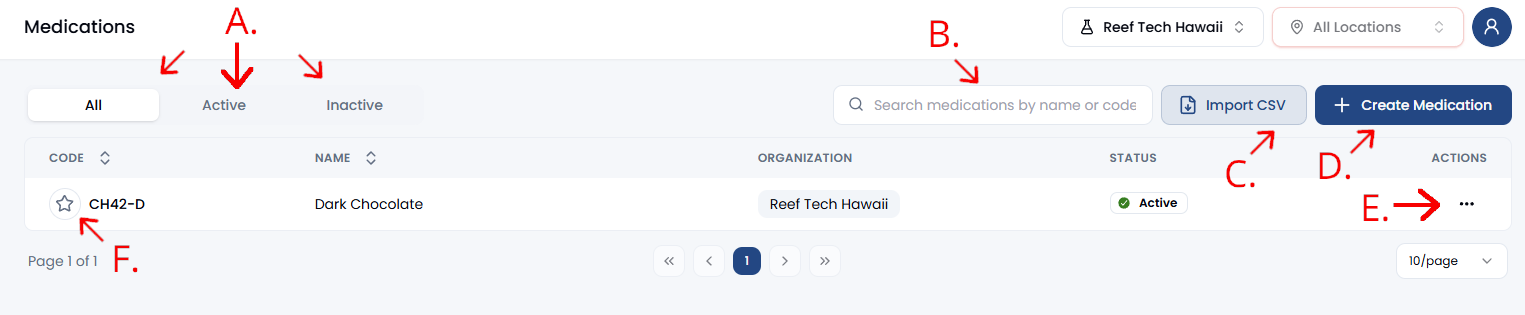 Medications
A.
B.
Reef Tech Hawaii
All Locations
All
Active
Inactive
Search medications by name or code
Import CSV
Create Medication
C.
D.
CODE
NAME
ORGANIZATION
STATUS
ACTIONS
CH42-D
Dark Chocolate
Reef Tech Hawaii
Active
E.
...
F.
Page 1 of 1
1
10/page